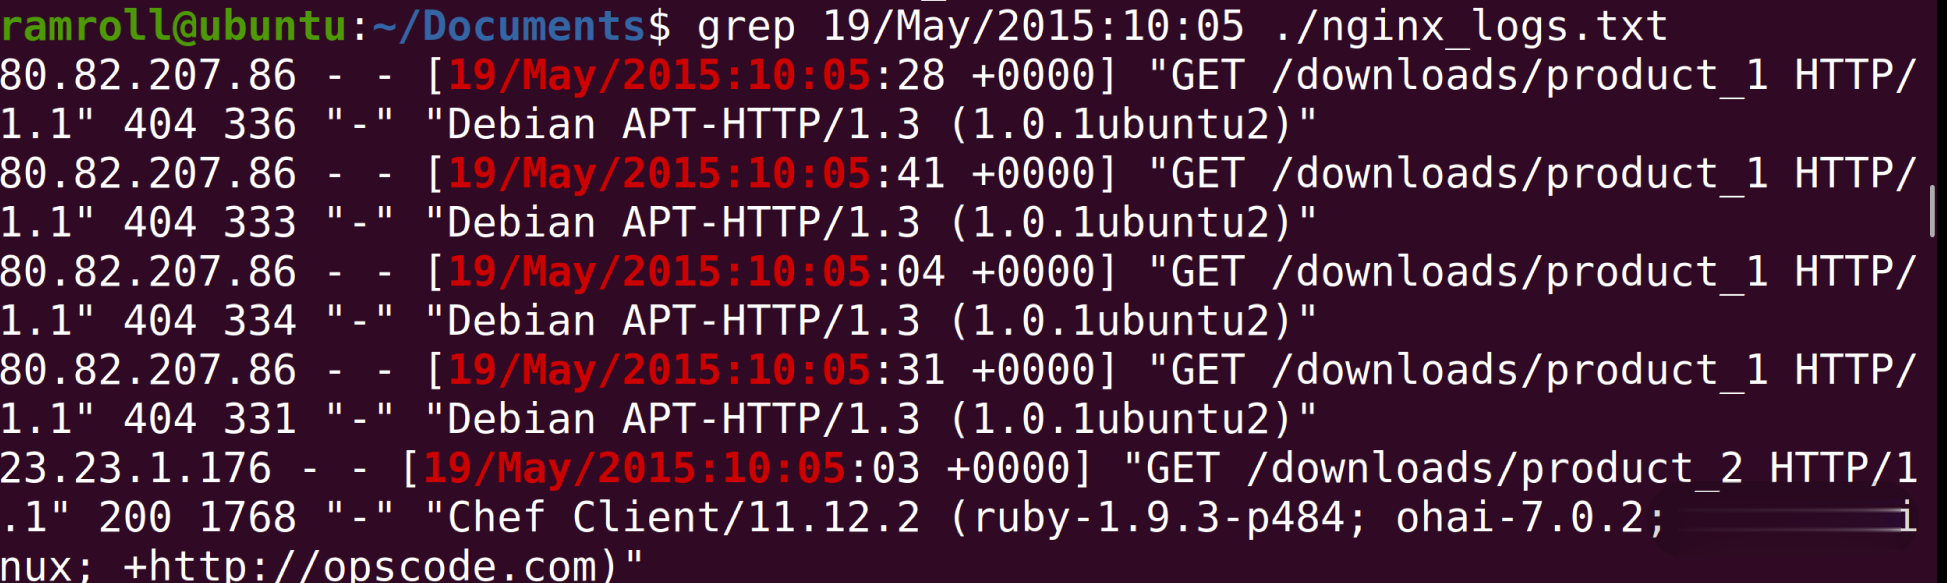 ramroll@ubuntu:~/Documents$ grep 19/May/2015:10:05 ./nginx_logs.txt
80.82.207.86 - - [19/May/2015:10:05:28 +0000] "GET /downloads/product_1 HTTP/
1.1" 404 336 "-" "Debian APT-HTTP/1.3 (1.0.1ubuntu2)"
80.82.207.86 - - [19/May/2015:10:05:41 +0000] "GET /downloads/product_1 HTTP/
1.1" 404 333 "-" "Debian APT-HTTP/1.3 (1.0.1ubuntu2)"
80.82.207.86 - - [19/May/2015:10:05:04 +0000] "GET /downloads/product_1 HTTP/
1.1" 404 334 "-" "Debian APT-HTTP/1.3 (1.0.1ubuntu2)"
80.82.207.86 - - [19/May/2015:10:05:31 +0000] "GET /downloads/product_1 HTTP/
1.1" 404 331 "-" "Debian APT-HTTP/1.3 (1.0.1ubuntu2)"
23.23.1.176 - - [19/May/2015:10:05:03 +0000] "GET /downloads/product_2 HTTP/1
.1" 200 1768 "-" "Chef Client/11.12.2 (ruby-1.9.3-p484; ohai-7.0.2; i
nux; +http://opscode.com)"